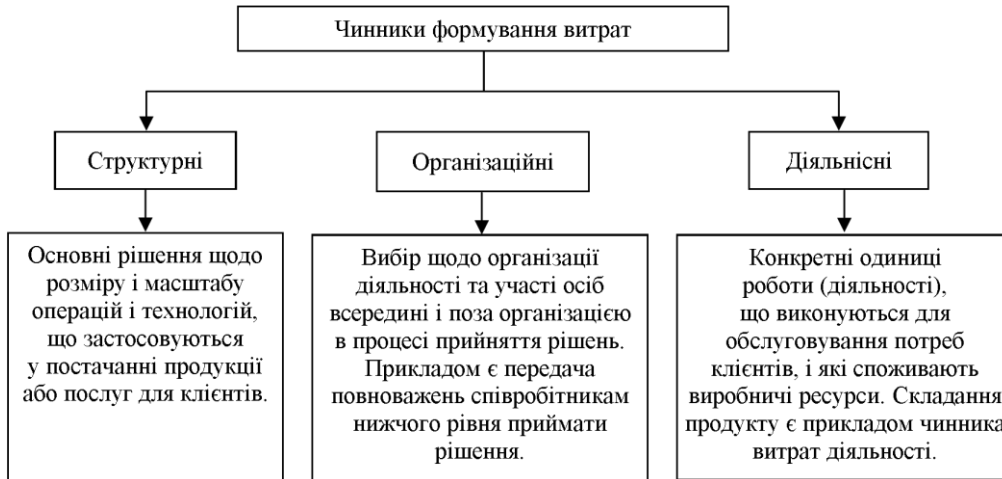 Чинники формування витрат
Структурні
Організаційні
Діяльнісні
Основні рішення щодо
розміру і масштабу
операцій і технологій,
що застосовуються
у постачанні продукції
або послуг для клієнтів.
Вибір щодо організації
діяльності та участі осіб
всередині і поза організацією
в процесі прийняття рішень.
Прикладом є передача
повноважень співробітникам
нижчого рівня приймати
рішення.
Конкретні одиниці
роботи (діяльності),
що виконуються для
обслуговування потреб
клієнтів, і які споживають
виробничі ресурси. Складання
продукту є прикладом чинника
витрат діяльності.